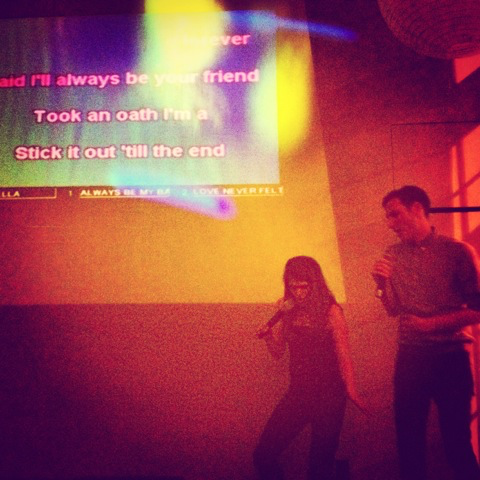 ever
aid I'll always be your friend
Took an oath I'm a
Stick it out 'till the end
LLA 1 ALWAYS BE MY BA 2 LOVE NEVER FELT